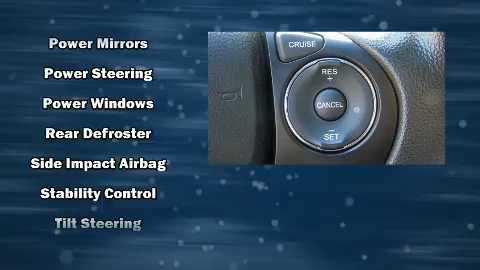 Power Mirrors
Power Steering
Power Windows
Rear Defroster
Side Impact Airbag
Stability Control
Tilt Steering
CRUISE
RES
+
CANCEL
−
SET